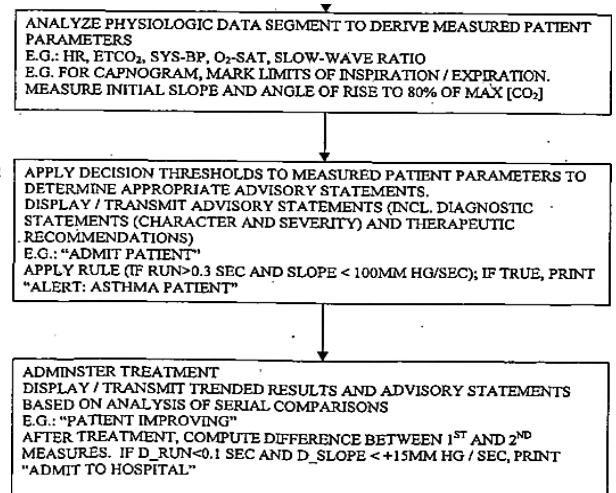 ANALYZE PHYSIOLOGIC DATA SEGMENT TO DERIVE MEASURED PATIENT
PARAMETERS
E.G.: HR, ETCO₂, SYS-BP, O₂-SAT, SLOW-WAVE RATIO
E.G. FOR CAPNOGRAM, MARK LIMITS OF INSPIRATION / EXPIRATION.
MEASURE INITIAL SLOPE AND ANGLE OF RISE TO 80% OF MAX [CO₂]
APPLY DECISION THRESHOLDS TO MEASURED PATIENT PARAMETERS TO
DETERMINE APPROPRIATE ADVISORY STATEMENTS.
DISPLAY / TRANSMIT ADVISORY STATEMENTS (INCL. DIAGNOSTIC
STATEMENTS (CHARACTER AND SEVERITY) AND THERAPEUTIC
RECOMMENDATIONS)
E.G.: "ADMIT PATIENT"
APPLY RULE (IF RUN>0.3 SEC AND SLOPE < 100MM HG/SEC); IF TRUE, PRINT
"ALERT: ASTHMA PATIENT"
ADMINSTER TREATMENT
DISPLAY / TRANSMIT TRENDED RESULTS AND ADVISORY STATEMENTS
BASED ON ANALYSIS OF SERIAL COMPARISONS
E.G.: "PATIENT IMPROVING"
AFTER TREATMENT, COMPUTE DIFFERENCE BETWEEN 1ST AND 2ND
MEASURES. IF D_RUN<0.1 SEC AND D_SLOPE < +15MM HG / SEC, PRINT
"ADMIT TO HOSPITAL"